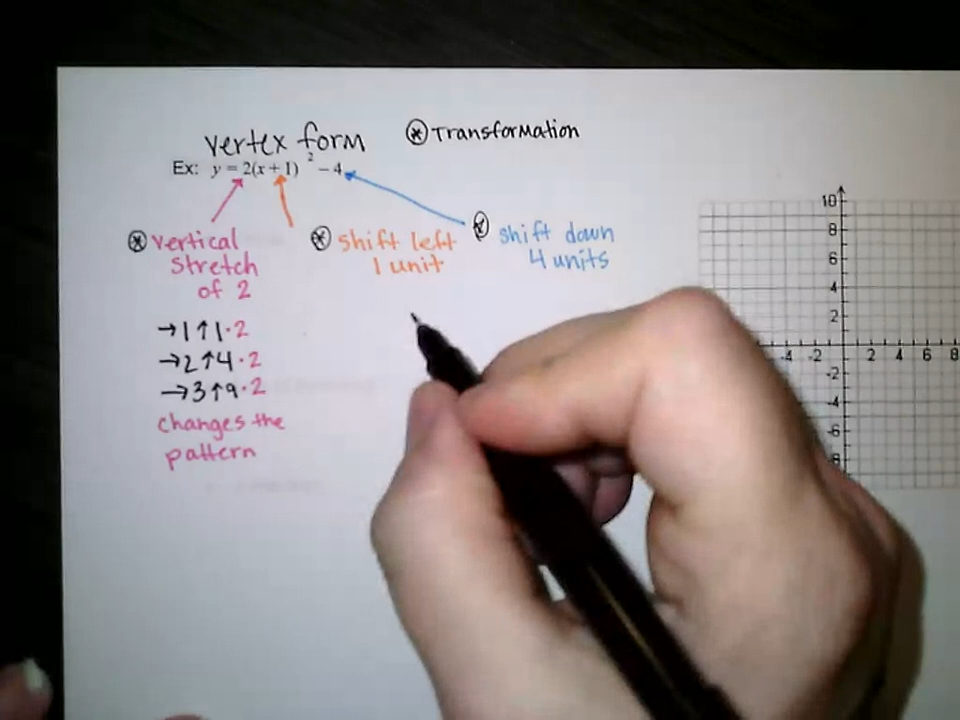 vertex form
⊛ Transformation
Ex: y = 2(x + 1)² – 4
⊛ vertical
stretch
of 2
⊛ shift left
1 unit
⊛ shift down
4 units
→1↑1·2
→2↑4·2
→3↑9·2
changes the
pattern
10
8
6
4
2
-4 -2 2 4 6 8
-2
-4
-6
-8